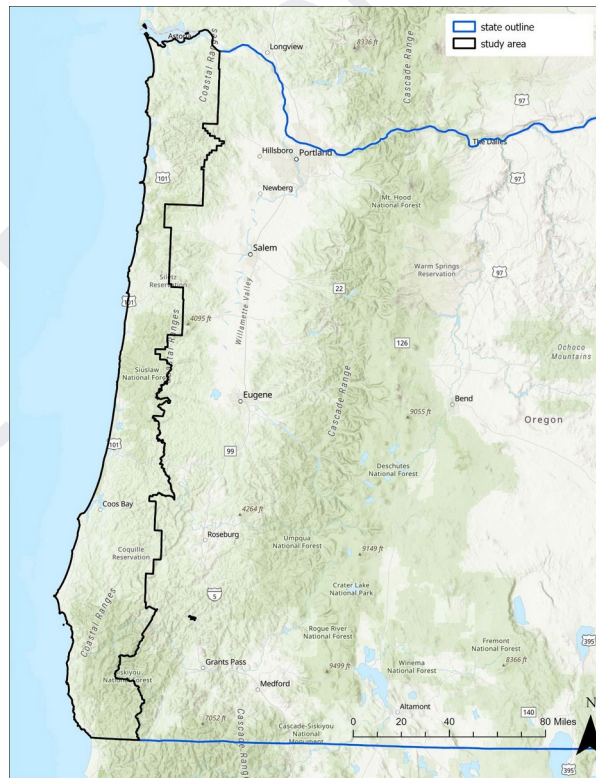 state outline
study area
Astoria
Longview
8336 ft
Coastal Ranges
Cascade Range
97
The Dalles
97
Hillsboro
Portland
Newberg
101
Mt. Hood
National Forest
97
Salem
Warm Springs
Reservation
97
Siletz
Reservation
22
101
Willamette Valley
4095 ft
Coastal Ranges
126
Ochoco
Mountains
Siuslaw
National Forest
Cascade Range
Eugene
Bend
9055 ft
Oregon
101
99
Deschutes
National Forest
Coos Bay
4264 ft
Roseburg
Umpqua
National Forest
9149 ft
Coquille
Reservation
Crater Lake
National Park
5
Coastal Ranges
Rogue River
National Forest
Fremont
National Forest
395
8366 ft
Siskiyou
National Forest
Grants Pass
9499 ft
Winema
National Forest
Medford
Altamont
140
N
7052 ft
Cascade-Siskiyou
National
Monument
Cascade Range
0 20 40 80 Miles
395